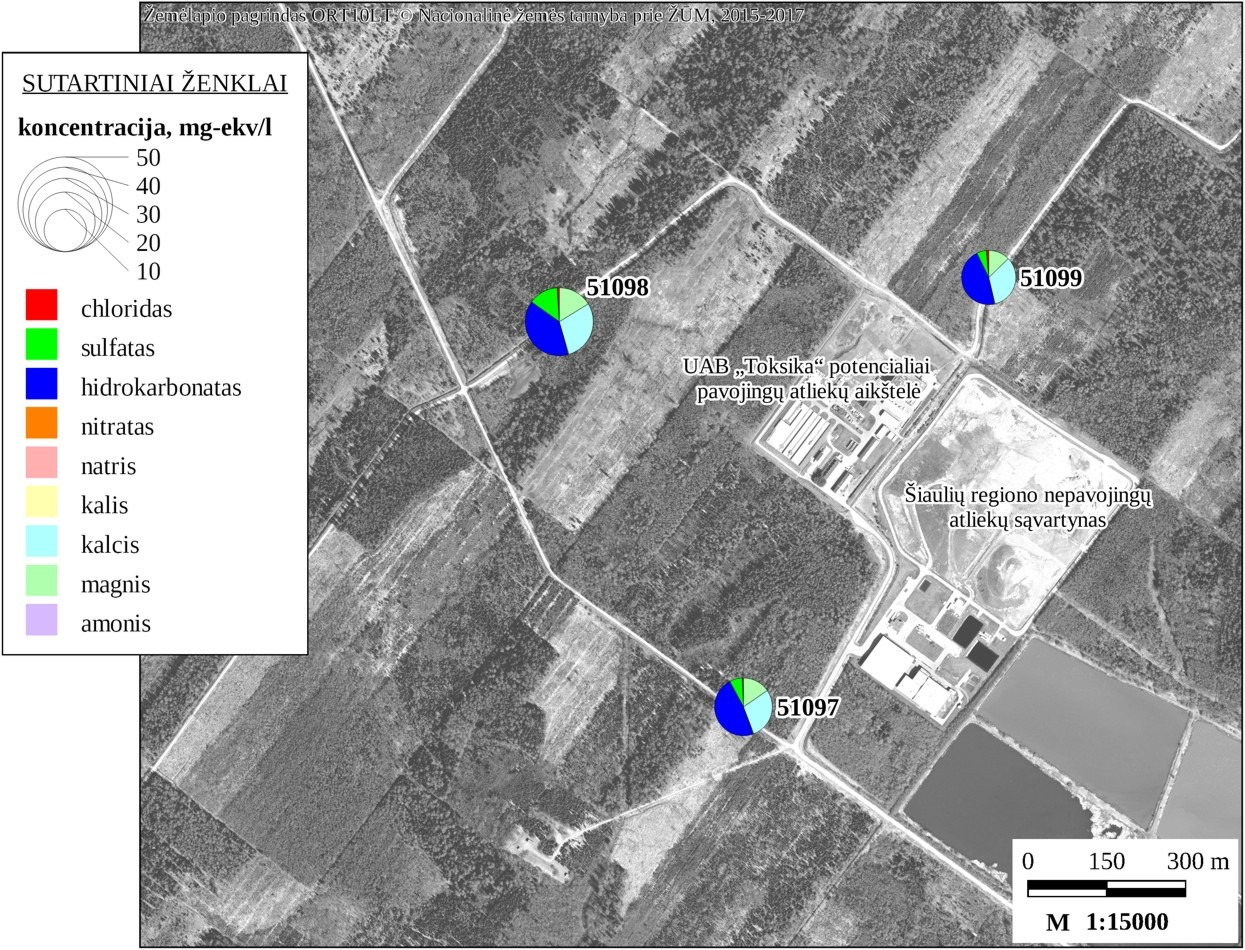 Žemėlapio pagrindas ORT10LT © Nacionalinė žemės tarnyba prie ŽŪM, 2015-2017
SUTARTINIAI ŽENKLAI
koncentracija, mg-ekv/l
50
40
30
20
10
chloridas
sulfatas
hidrokarbonatas
nitratas
natris
kalis
kalcis
magnis
amonis
51098
51099
UAB „Toksika“ potencialiai
pavojingų atliekų aikštelė
Šiaulių regiono nepavojingų
atliekų sąvartynas
51097
0 150 300 m
M 1:15000